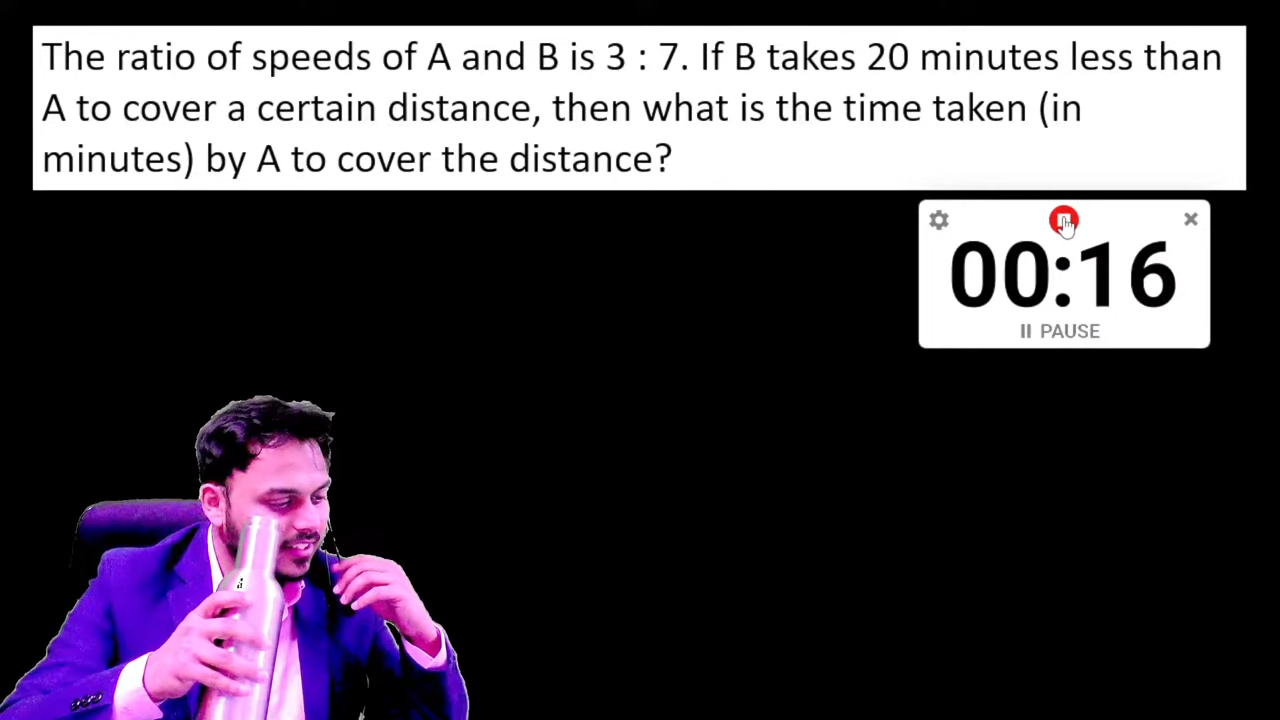 The ratio of speeds of A and B is 3 : 7. If B takes 20 minutes less than
A to cover a certain distance, then what is the time taken (in
minutes) by A to cover the distance?
00:16
PAUSE